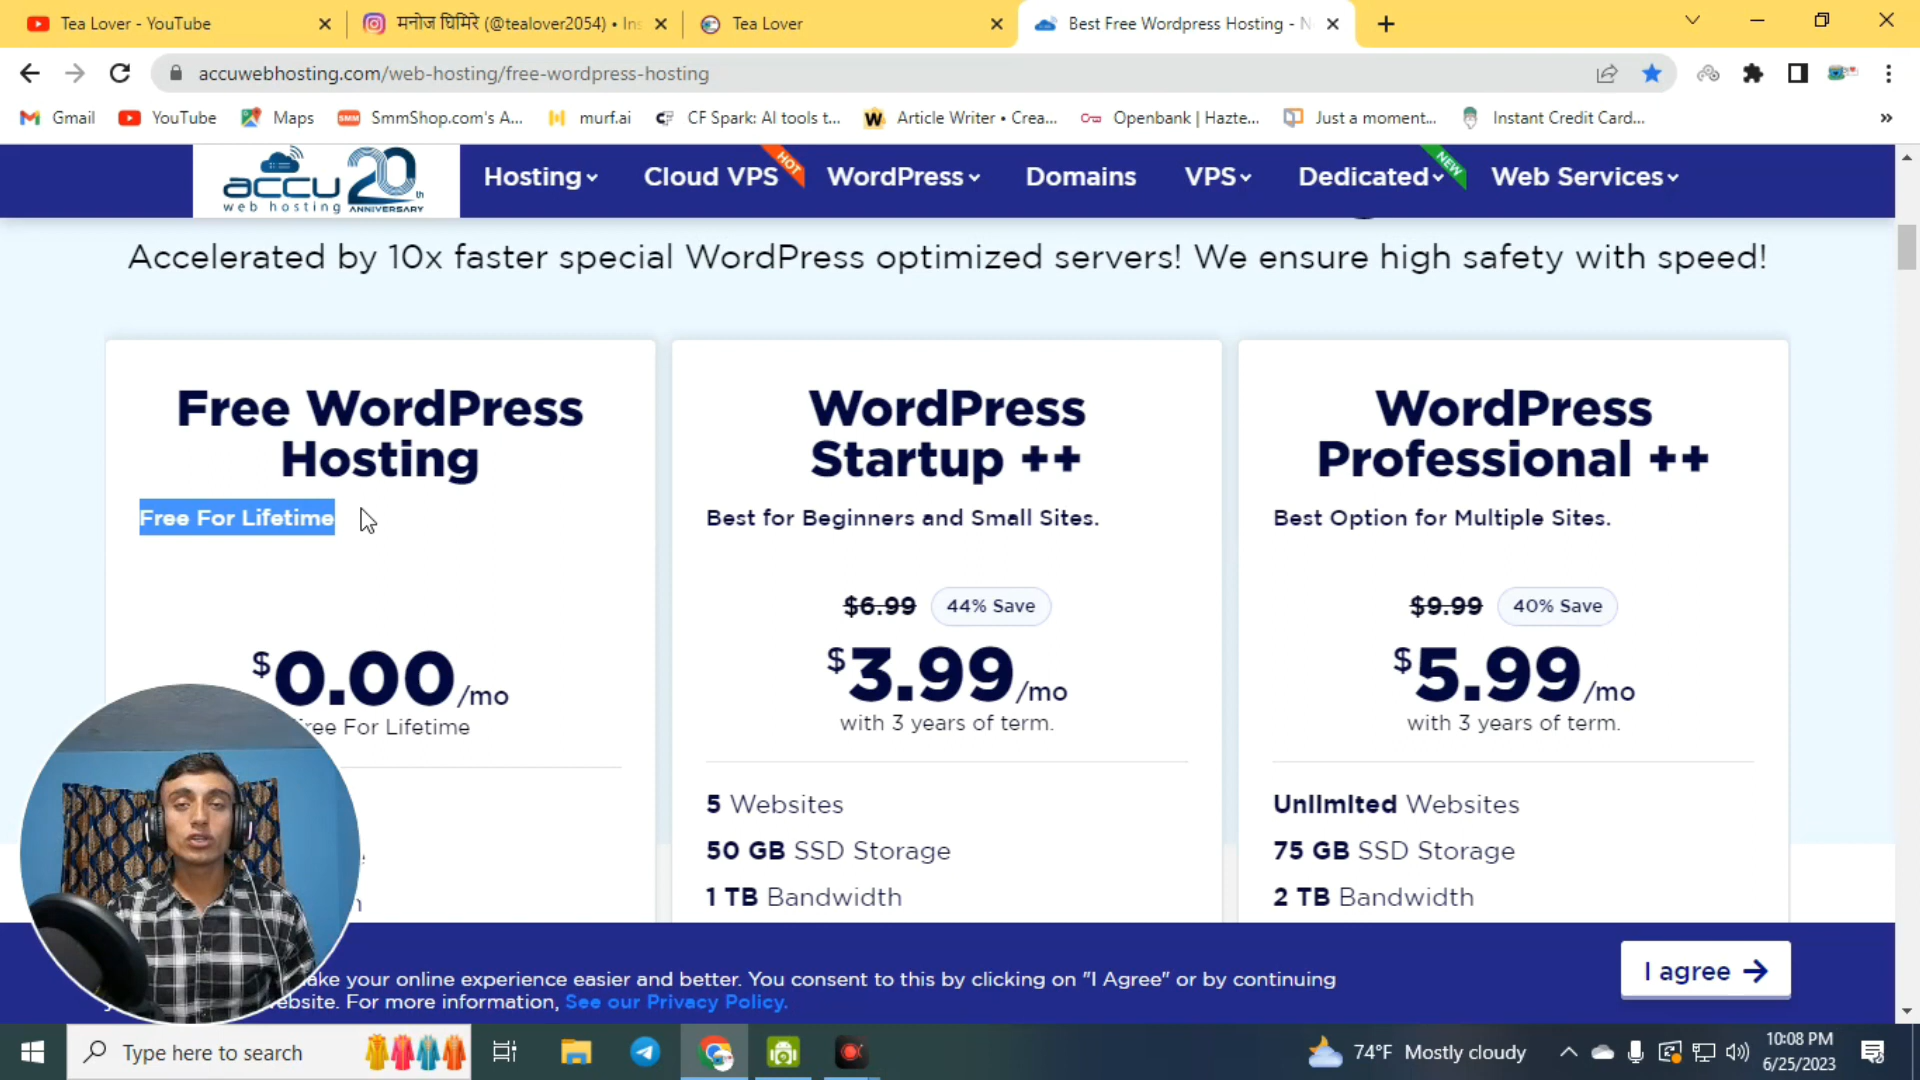 Tea Lover - YouTube
मनोज घिमिरे (@tealover2054) • Ins
Tea Lover
Best Free Wordpress Hosting - N
accuwebhosting.com/web-hosting/free-wordpress-hosting
Gmail
YouTube
Maps
SmmShop.com's A...
murf.ai
CF Spark: AI tools t...
Article Writer • Crea...
Openbank | Hazte...
Just a moment...
Instant Credit Card...
»
accu 20th
web hosting ANNIVERSARY
Hosting
Cloud VPS
HOT
WordPress
Domains
VPS
Dedicated
NEW
Web Services
Accelerated by 10x faster special WordPress optimized servers! We ensure high safety with speed!
Free WordPress
Hosting
Free For Lifetime
$0.00/mo
ree For Lifetime
WordPress
Startup ++
Best for Beginners and Small Sites.
$6.99 44% Save
$3.99/mo
with 3 years of term.
5 Websites
50 GB SSD Storage
1 TB Bandwidth
WordPress
Professional ++
Best Option for Multiple Sites.
$9.99 40% Save
$5.99/mo
with 3 years of term.
Unlimited Websites
75 GB SSD Storage
2 TB Bandwidth
ake your online experience easier and better. You consent to this by clicking on "I Agree" or by continuing
ebsite. For more information, See our Privacy Policy.
I agree →
Type here to search
74°F Mostly cloudy
10:08 PM
6/25/2023